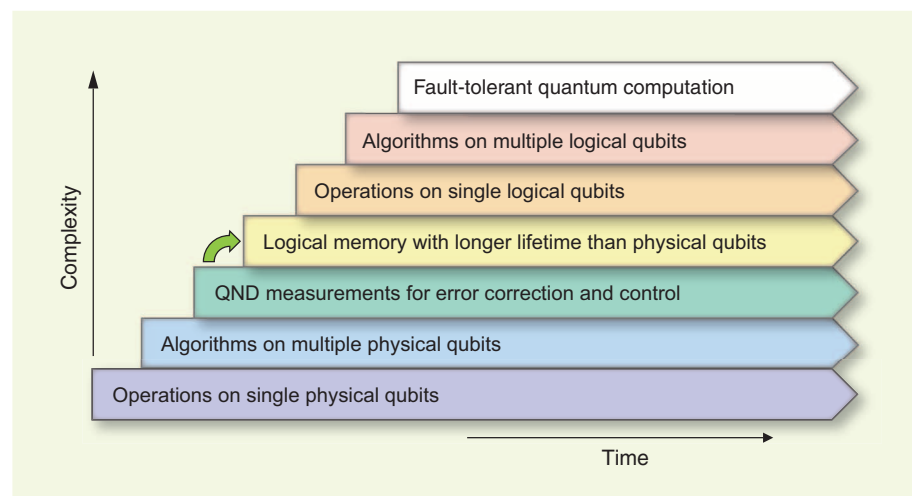 Fault-tolerant quantum computation
Algorithms on multiple logical qubits
Operations on single logical qubits
Logical memory with longer lifetime than physical qubits
QND measurements for error correction and control
Algorithms on multiple physical qubits
Operations on single physical qubits
Complexity
Time